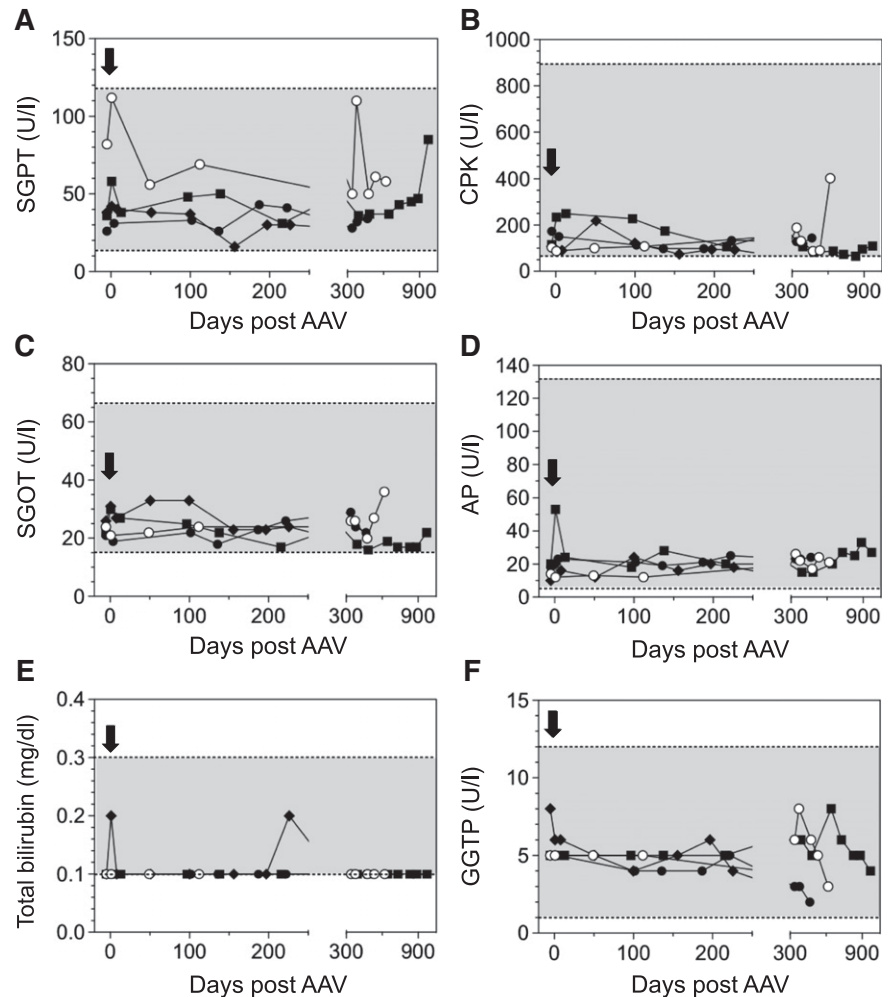 A
SGPT (U/l)
150
100
50
0
0 100 200 300 900
Days post AAV
B
CPK (U/l)
1000
800
600
400
200
0
0 100 200 300 900
Days post AAV
C
SGOT (U/l)
80
60
40
20
0
0 100 200 300 900
Days post AAV
D
AP (U/l)
140
120
100
80
60
40
20
0
0 100 200 300 900
Days post AAV
E
Total bilirubin (mg/dl)
0.4
0.3
0.2
0.1
0.0
0 100 200 300 900
Days post AAV
F
GGTP (U/l)
15
10
5
0
0 100 200 300 900
Days post AAV